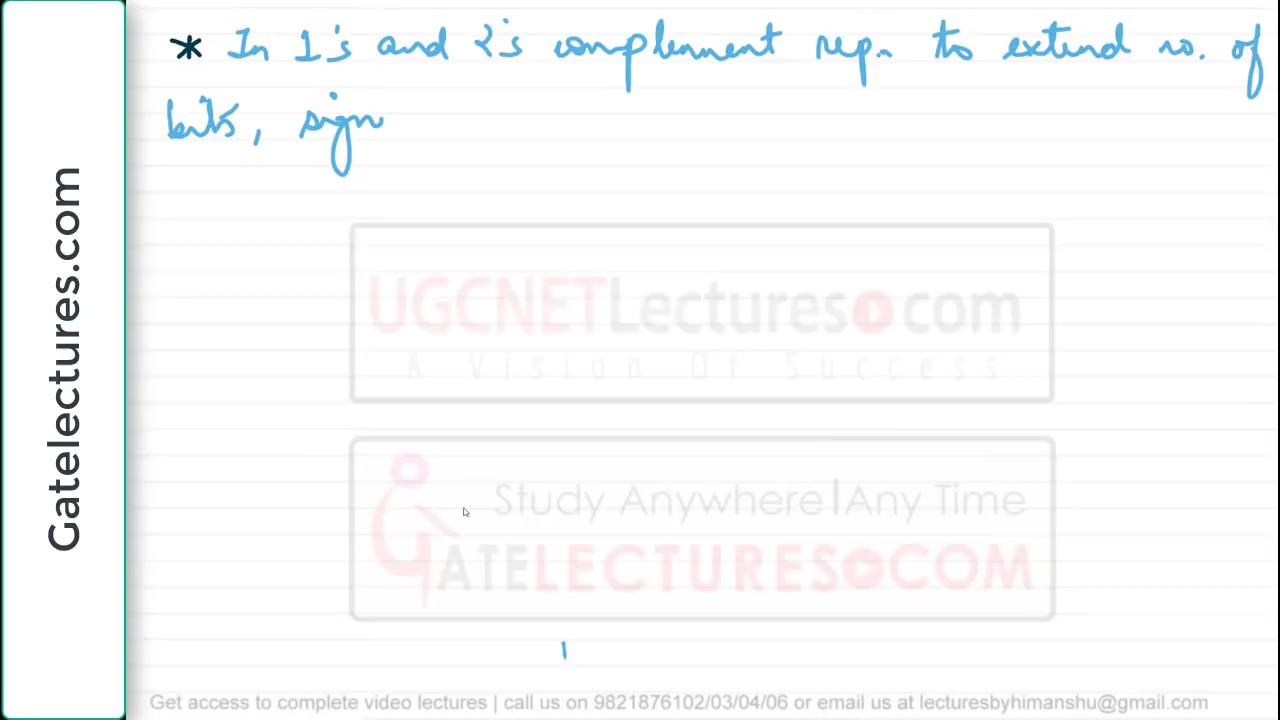 * In 1's and 2's complement rep. to extend no. of
bits, sign
UGCNETLectures.com
A Vision Of Success
Study Anywhere|Any Time
GATELECTURES.COM
Gatelectures.com
Get access to complete video lectures | call us on 9821876102/03/04/06 or email us at lecturesbyhimanshu@gmail.com